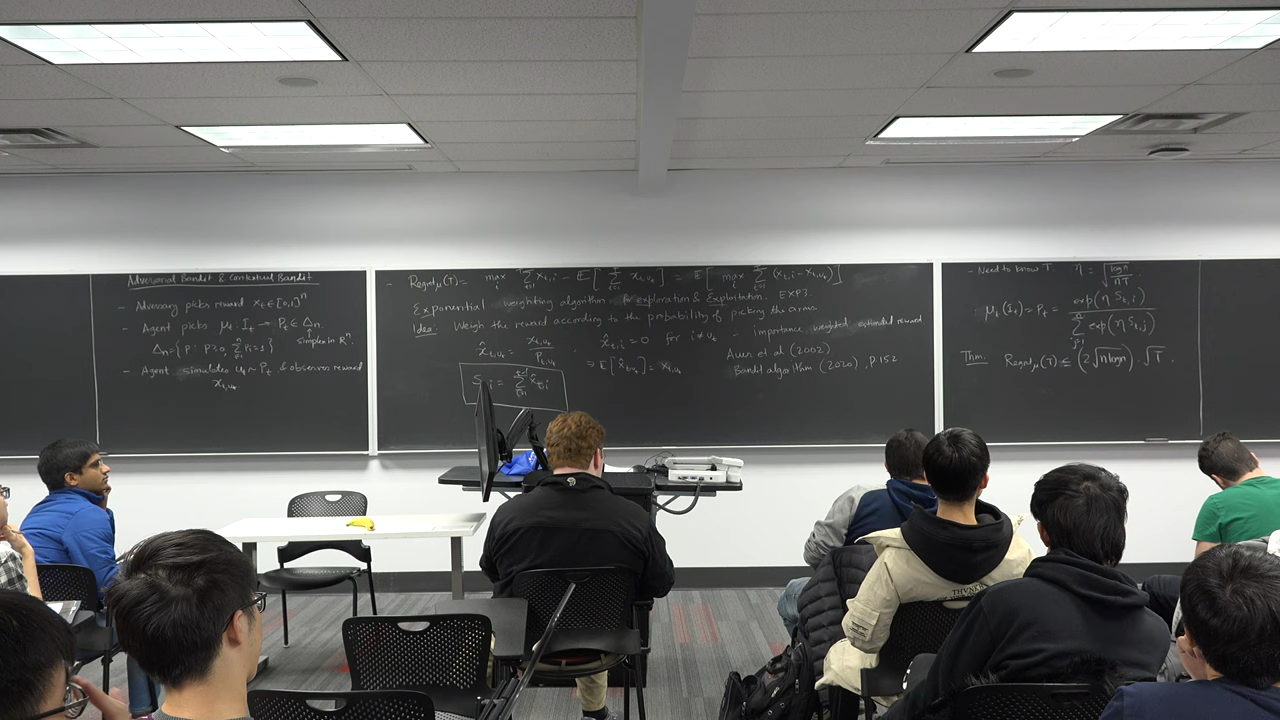 Adversarial Bandit & Contextual Bandit
- Adversary picks reward x_t ∈ [0,1]^n
- Agent picks μ_t: I_t → P_t ∈ Δ_n.
simplex in R^n.
Δ_n = { P : P ≥ 0, Σ_{i=1}^n P_i = 1 }
- Agent simulates u_t ~ P_t & observes reward
x_{t,u_t}
- Regret_μ(T) = max_i Σ_{t=1}^T x_{t,i} - E[ Σ_{t=1}^T x_{t,u_t} ] = E[ max_i Σ_{t=1}^T (x_{t,i} - x_{t,u_t}) ]
Exponential - weighting algorithm for exploration & Exploitation. EXP3.
Idea: Weigh the reward according to the probability of picking the arms
x̂_{t,u_t} = x_{t,u_t} / P_{t,u_t} . x̂_{t,i} = 0 for i ≠ u_t - importance weighted estimated reward
⇒ E[x̂_{t,u_t}] = x_{t,u_t}
Auer et al (2002)
Bandit algorithm (2020), P 152
S_{t,i} = Σ_{τ=1}^{t-1} x̂_{τ,i}
- Need to know T. η = √(log n / nT)
μ_t(I_t) = P_t = exp(η S_{t,i}) / Σ_{j=1}^n exp(η S_{t,j})
Thm. Regret_μ(T) ≤ (2√(n log n)) · √T.
THVNK